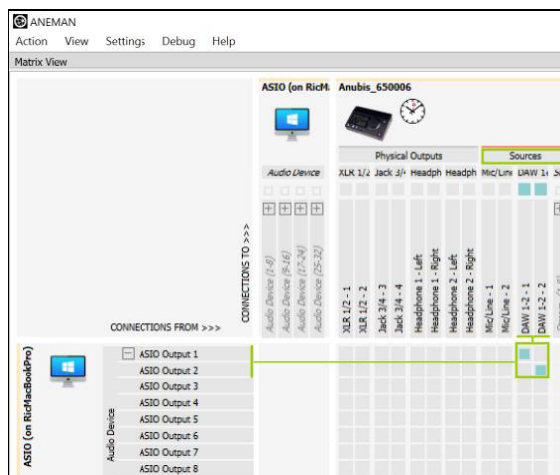 ANEMAN
Action View Settings Debug Help
Matrix View
ASIO (on RicM. Anubis_650006
Physical Outputs Sources
Audio Device XLR 1/2 Jack 3/4 Headph Headph Mic/Line DAW 1-
CONNECTIONS TO >>>
Audio Device (1-8)
Audio Device (9-16)
Audio Device (17-24)
Audio Device (25-32)
XLR 1/2 - 1
XLR 1/2 - 2
Jack 3/4 - 3
Jack 3/4 - 4
Headphone 1 - Left
Headphone 1 - Right
Headphone 2 - Left
Headphone 2 - Right
Mic/Line - 1
Mic/Line - 2
DAW 1-2 - 1
DAW 1-2 - 2
CONNECTIONS FROM >>>
ASIO (on RicMacBookPro)
Audio Device
ASIO Output 1
ASIO Output 2
ASIO Output 3
ASIO Output 4
ASIO Output 5
ASIO Output 6
ASIO Output 7
ASIO Output 8